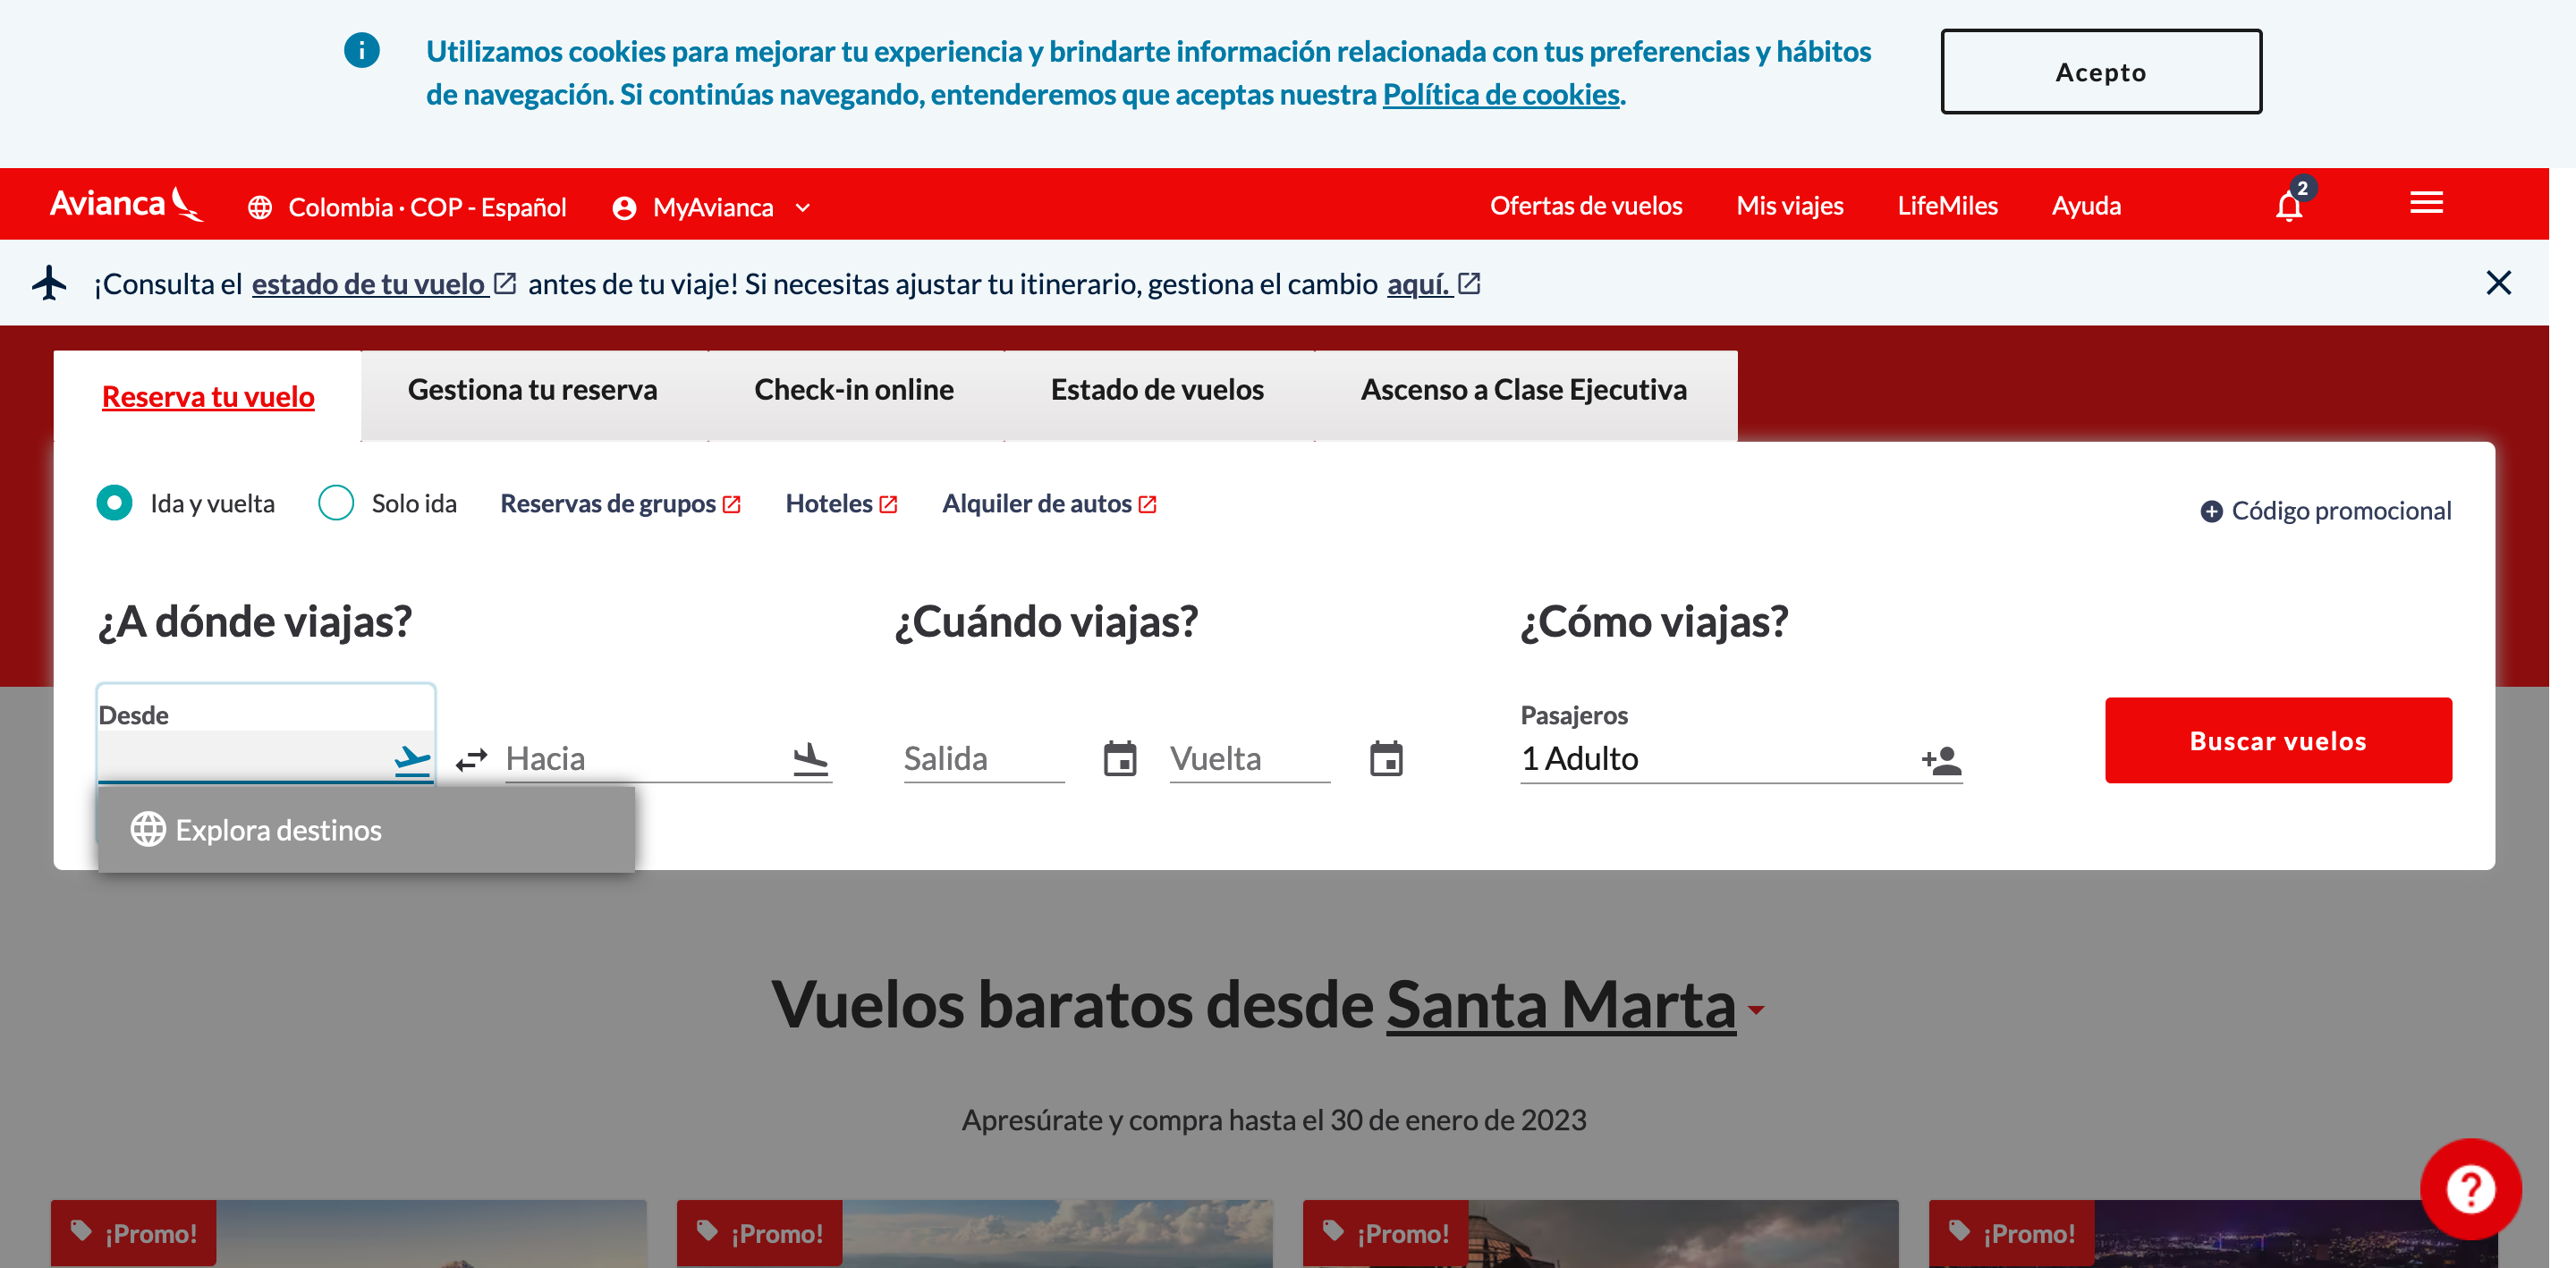 Utilizamos cookies para mejorar tu experiencia y brindarte información relacionada con tus preferencias y hábitos
de navegación. Si continúas navegando, entenderemos que aceptas nuestra Política de cookies.
Acepto
Avianca
Colombia · COP - Español
MyAvianca
Ofertas de vuelos
Mis viajes
LifeMiles
Ayuda
2
¡Consulta el estado de tu vuelo antes de tu viaje! Si necesitas ajustar tu itinerario, gestiona el cambio aquí.
Reserva tu vuelo
Gestiona tu reserva
Check-in online
Estado de vuelos
Ascenso a Clase Ejecutiva
Ida y vuelta
Solo ida
Reservas de grupos
Hoteles
Alquiler de autos
Código promocional
¿A dónde viajas?
¿Cuándo viajas?
¿Cómo viajas?
Desde
Hacia
Salida
Vuelta
Pasajeros
1 Adulto
Buscar vuelos
Explora destinos
Vuelos baratos desde Santa Marta
Apresúrate y compra hasta el 30 de enero de 2023
¡Promo!
¡Promo!
¡Promo!
¡Promo!